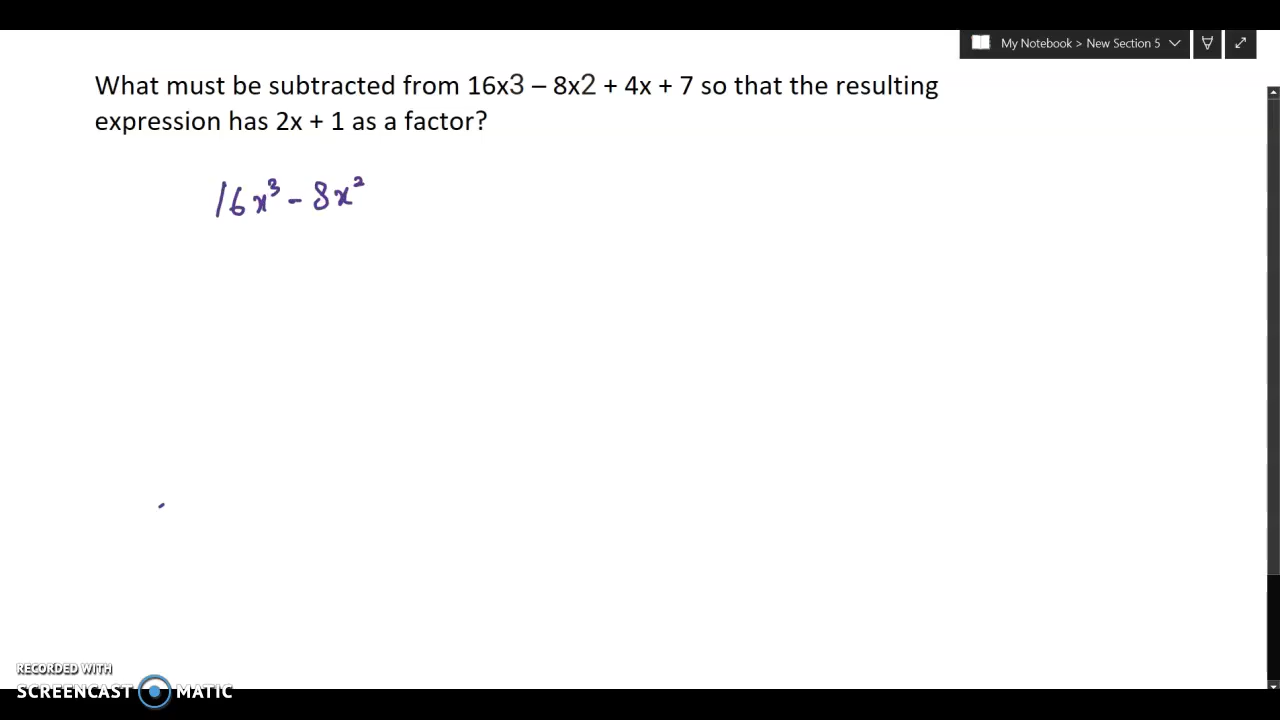 My Notebook > New Section 5
What must be subtracted from 16x3 – 8x2 + 4x + 7 so that the resulting
expression has 2x + 1 as a factor?
16x³ - 8x²
RECORDED WITH
SCREENCAST MATIC